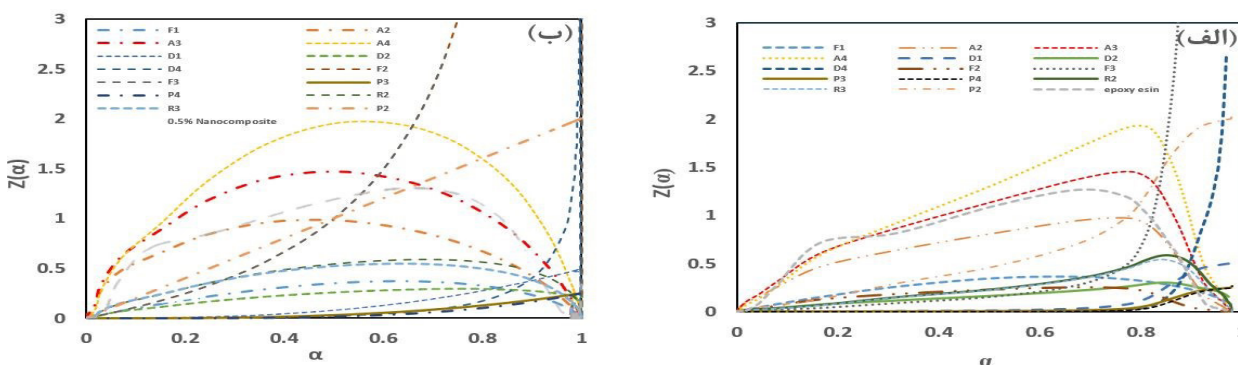 (ب)
Z(α)
3
2.5
2
1.5
1
0.5
0
0 0.2 0.4 0.6 0.8 1
α
F1 A2
A3 A4
D1 D2
D4 F2
F3 P3
P4 R2
R3 P2
0.5% Nanocomposite
(الف)
Z(α)
3
2.5
2
1.5
1
0.5
0
0 0.2 0.4 0.6 0.8
α
F1 A2 A3
A4 D1 D2
D4 F2 F3
P3 P4 R2
R3 P2 epoxy esin